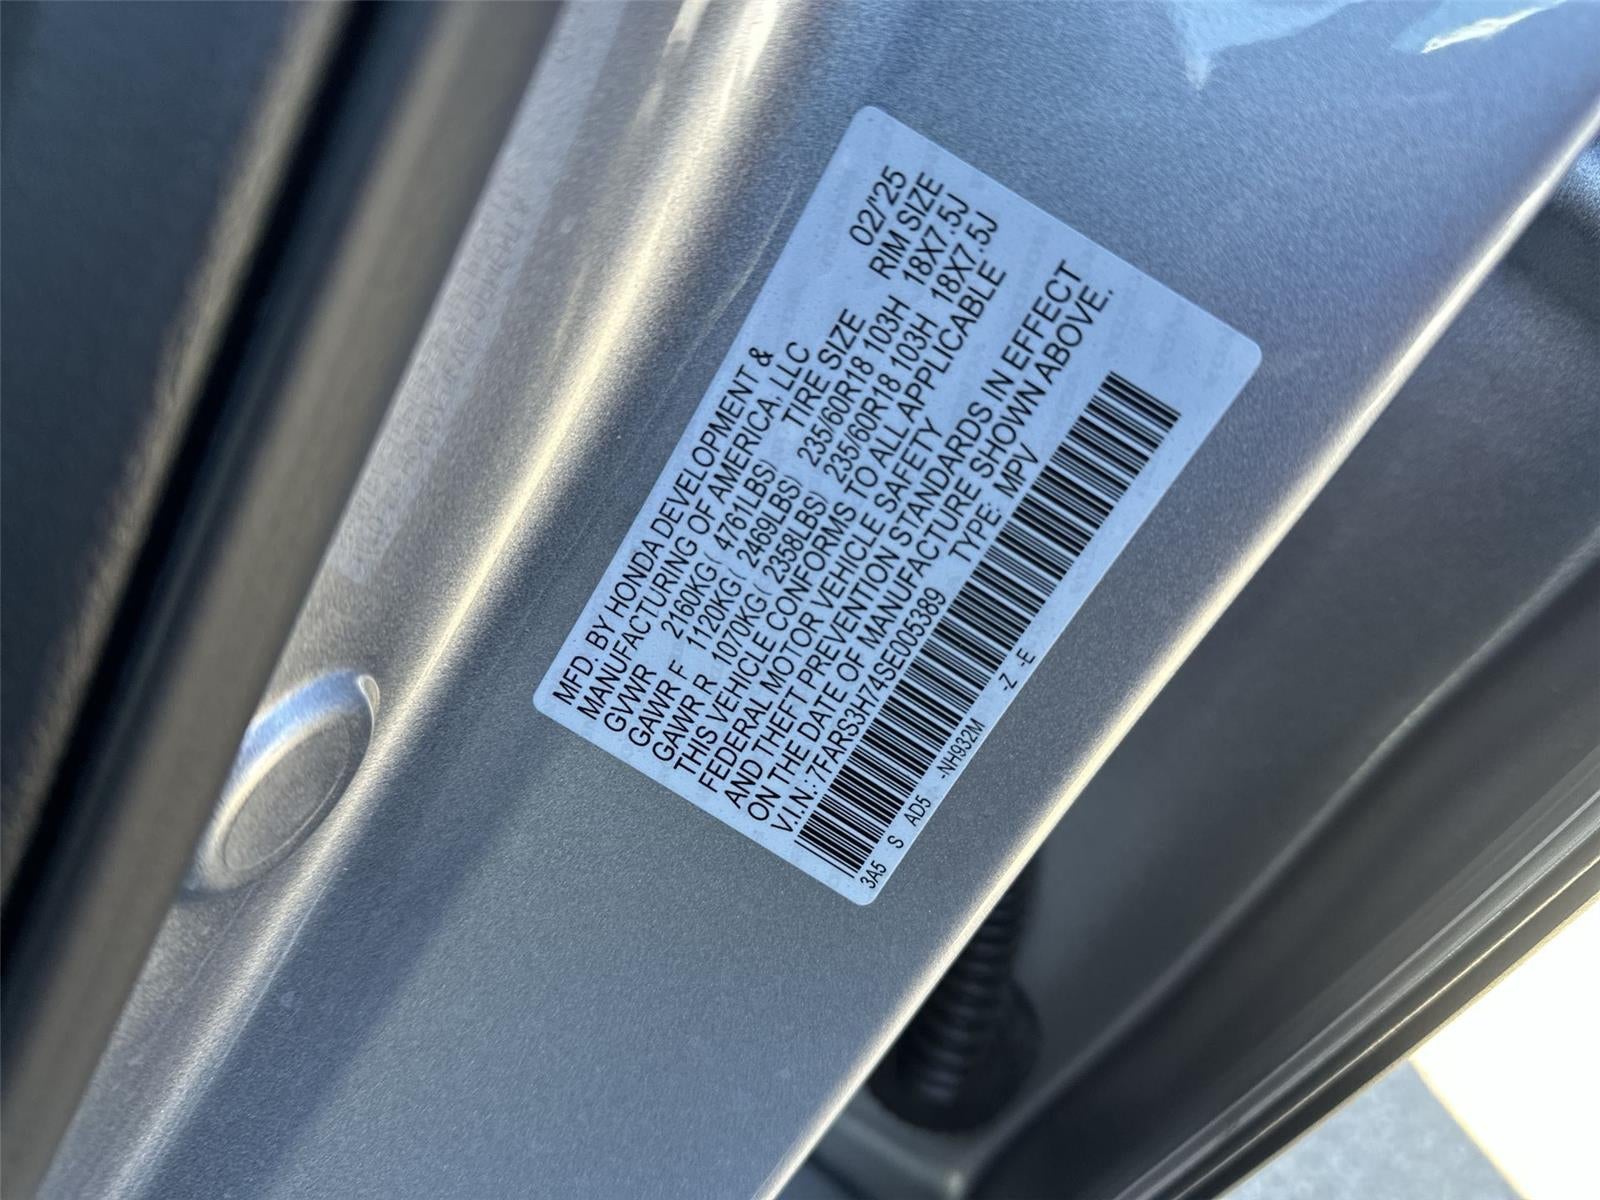 MFD. BY HONDA DEVELOPMENT & 02/'25
MANUFACTURING OF AMERICA, LLC
GVWR 2160KG( 4761LBS) TIRE SIZE RIM SIZE
GAWR F 1120KG( 2469LBS) 235/60R18 103H 18X7.5J
GAWR R 1070KG( 2358LBS) 235/60R18 103H 18X7.5J
THIS VEHICLE CONFORMS TO ALL APPLICABLE
FEDERAL MOTOR VEHICLE SAFETY
AND THEFT PREVENTION STANDARDS IN EFFECT
ON THE DATE OF MANUFACTURE SHOWN ABOVE.
V.I.N.:7FARS3H74SE005389 TYPE: MPV
3A5 S AD5 -NH932M -Z -E